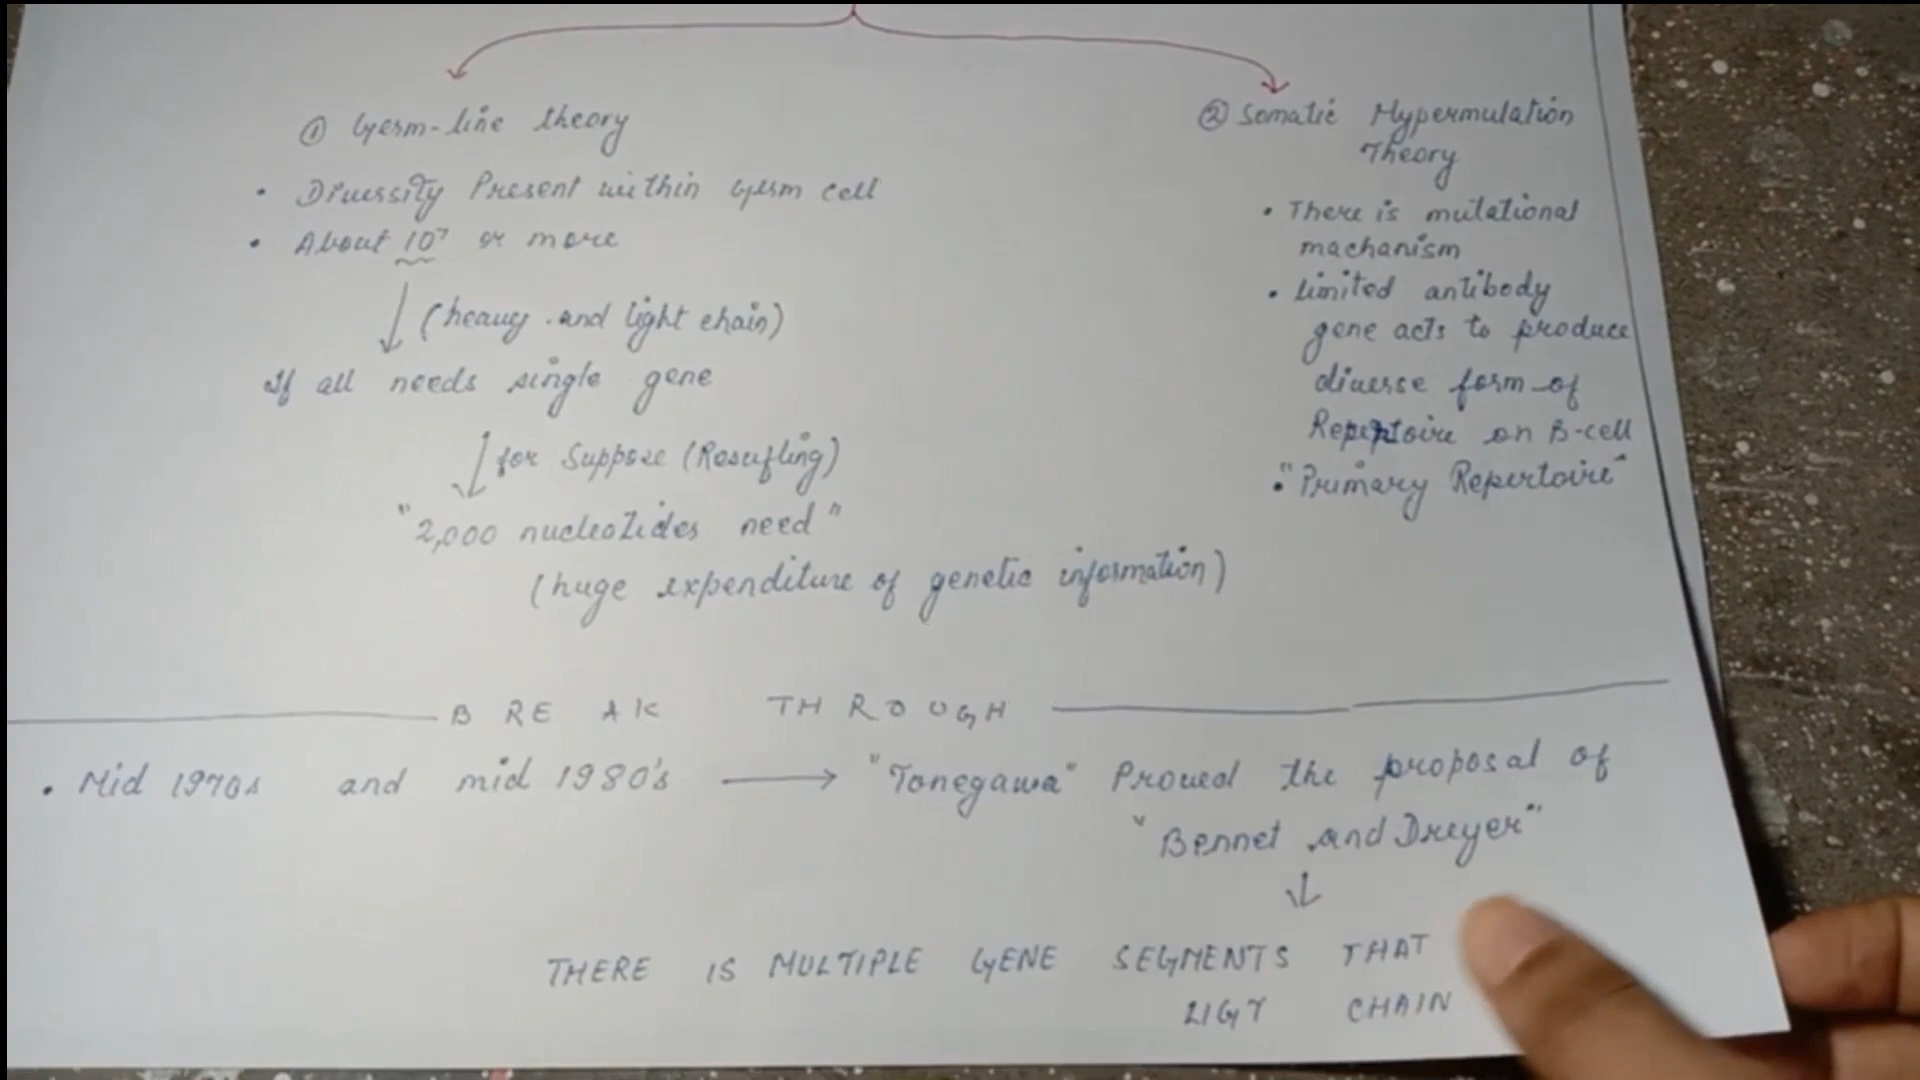 ① Germ-line theory
• Diversity Present within germ cell
• About 10⁷ or more
(heavy and light chain)
If all needs single gene
for Suppose (Resufling)
"2,000 nucleotides need"
(huge expenditure of genetic information)
② Somatic Hypermutation
Theory
• There is mutational
machanism
• limited antibody
gene acts to produce
diverse form of
Repertoire on B-cell
• "Primary Repertoire"
BREAK THROUGH
• Mid 1970s and mid 1980's → "Tonegawa" Proved the proposal of
"Bennet and Dreyer"
THERE IS MULTIPLE GENE SEGMENTS THAT
LIGT CHAIN